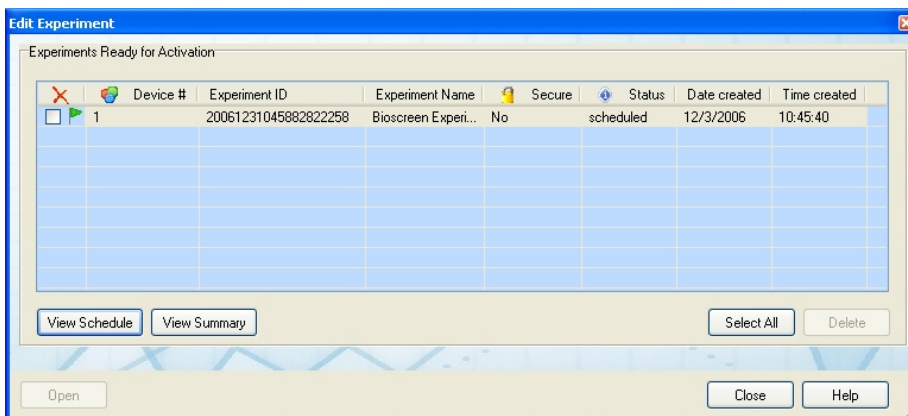 Edit Experiment
Experiments Ready for Activation
Device # Experiment ID Experiment Name Secure Status Date created Time created
1 20061231045882822258 Bioscreen Experi... No scheduled 12/3/2006 10:45:40
View Schedule View Summary Select All Delete
Open Close Help